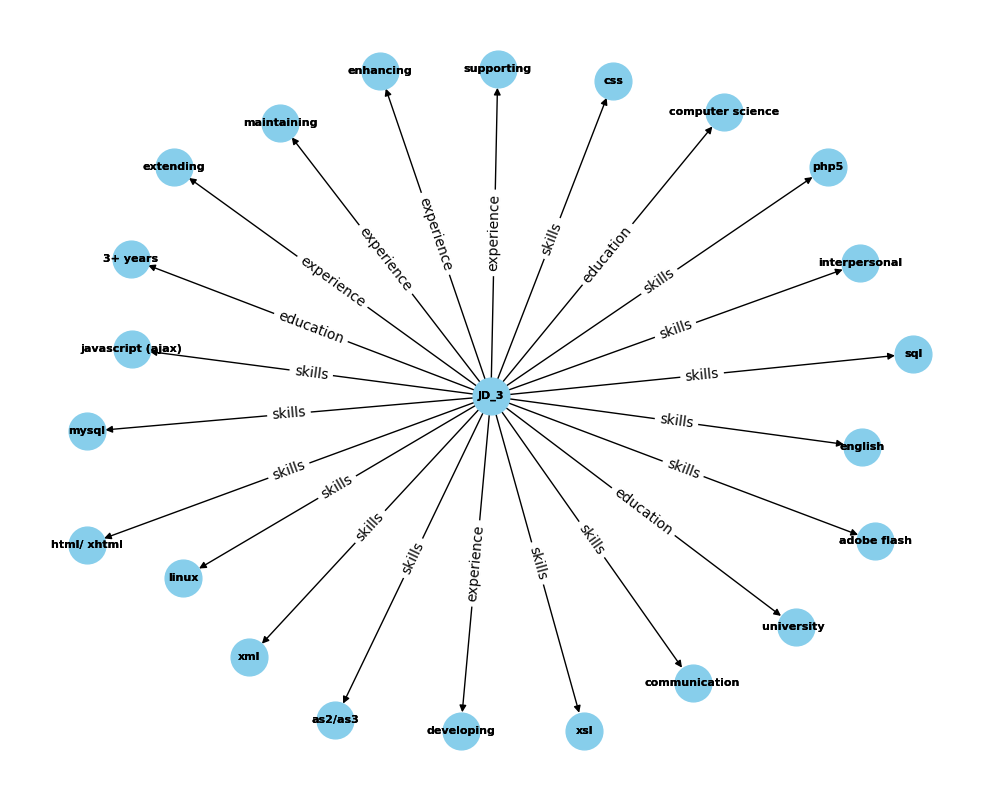 supporting
enhancing
css
computer science
maintaining
extending
php5
experience
experience
skills
education
experience
3+ years
interpersonal
experience
skills
education
skills
javascript (ajax)
sql
skills
skills
JD_3
mysql
skills
skills
english
skills
skills
skills
education
html/ xhtml
adobe flash
skills
skills
linux
skills
experience
skills
university
xml
communication
as2/as3
developing
xsl